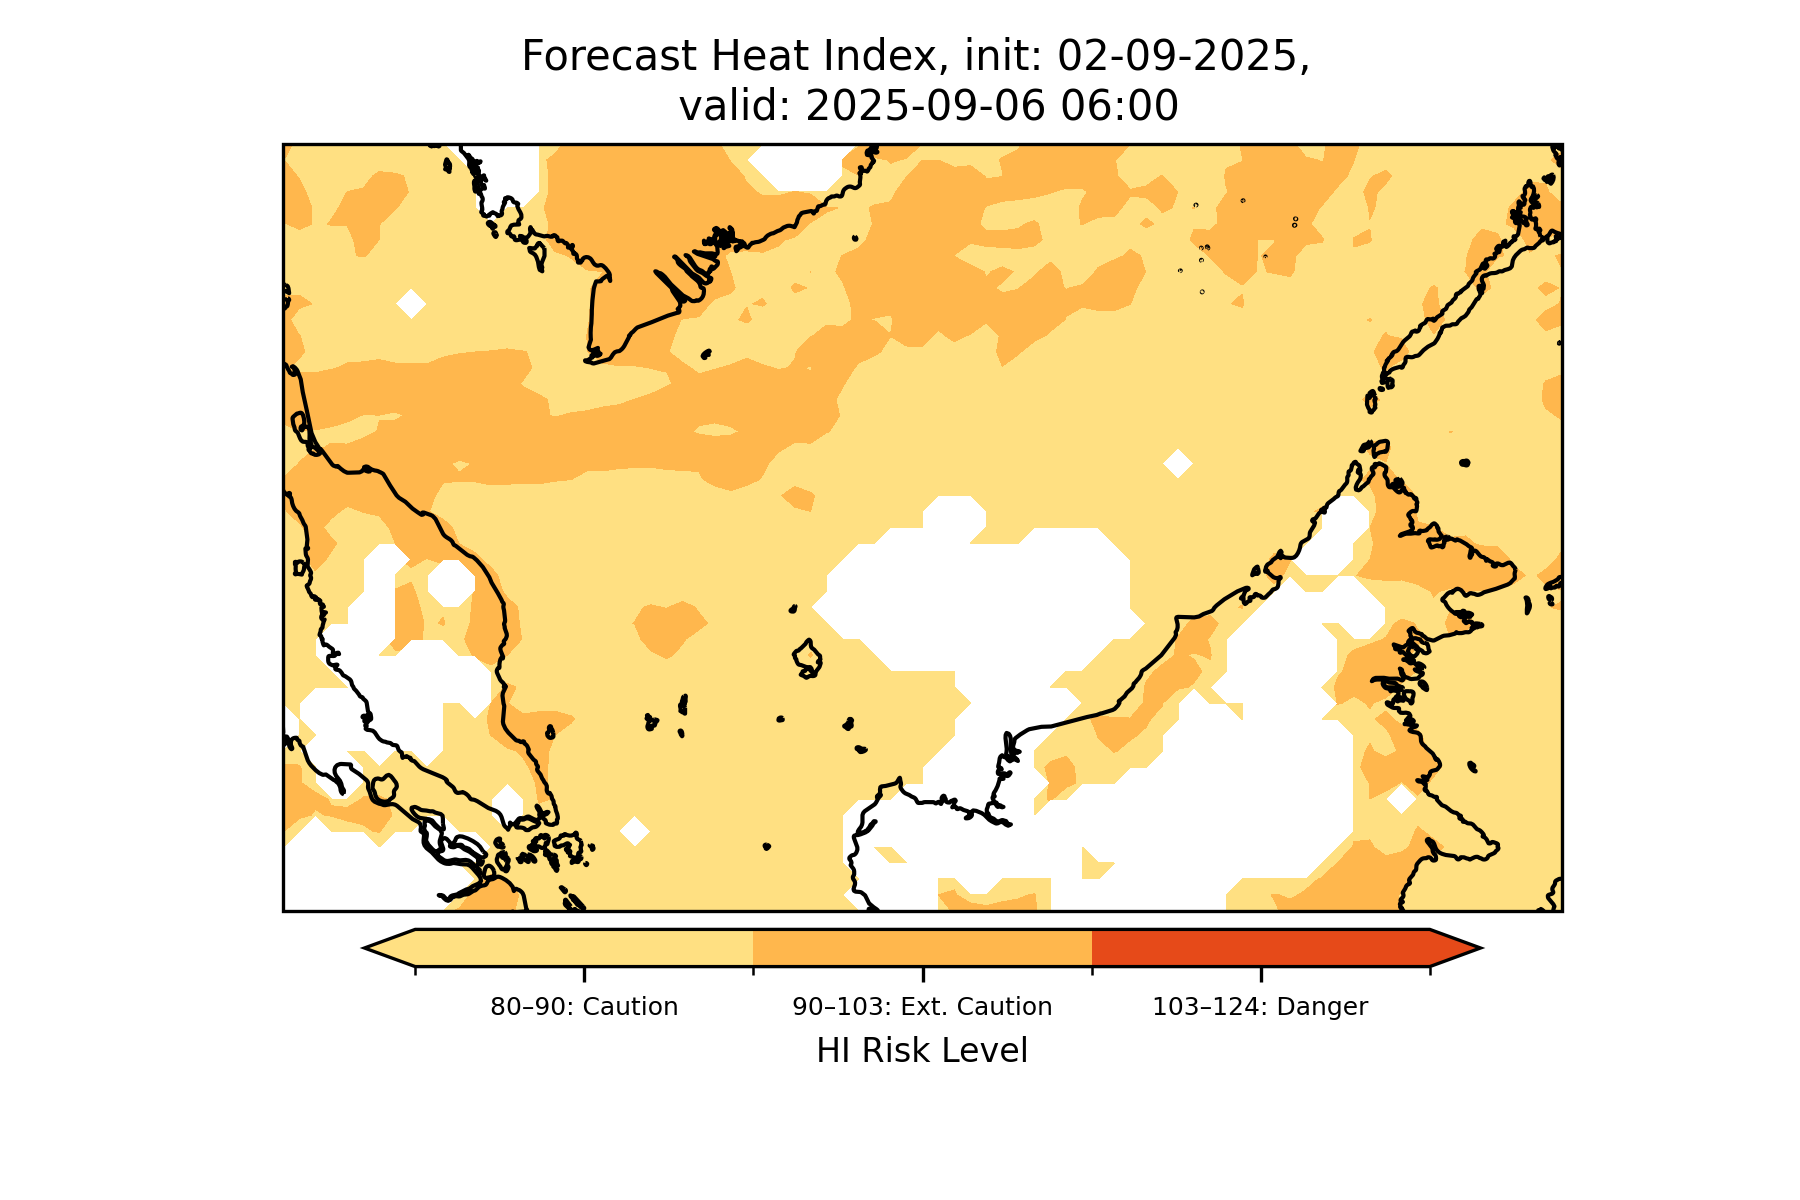 Forecast Heat Index, init: 02-09-2025,
valid: 2025-09-06 06:00
80–90: Caution
90–103: Ext. Caution
103–124: Danger
HI Risk Level